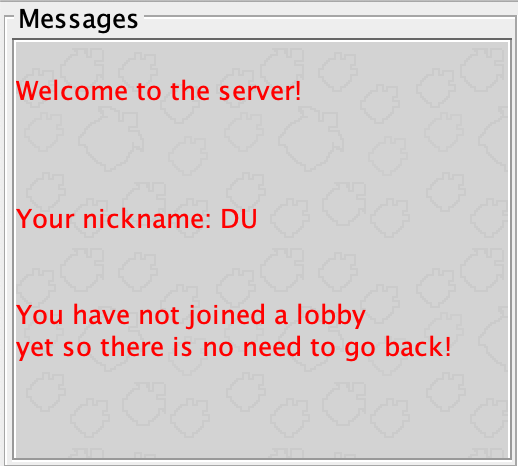 Messages
Welcome to the server!
Your nickname: DU
You have not joined a lobby
yet so there is no need to go back!